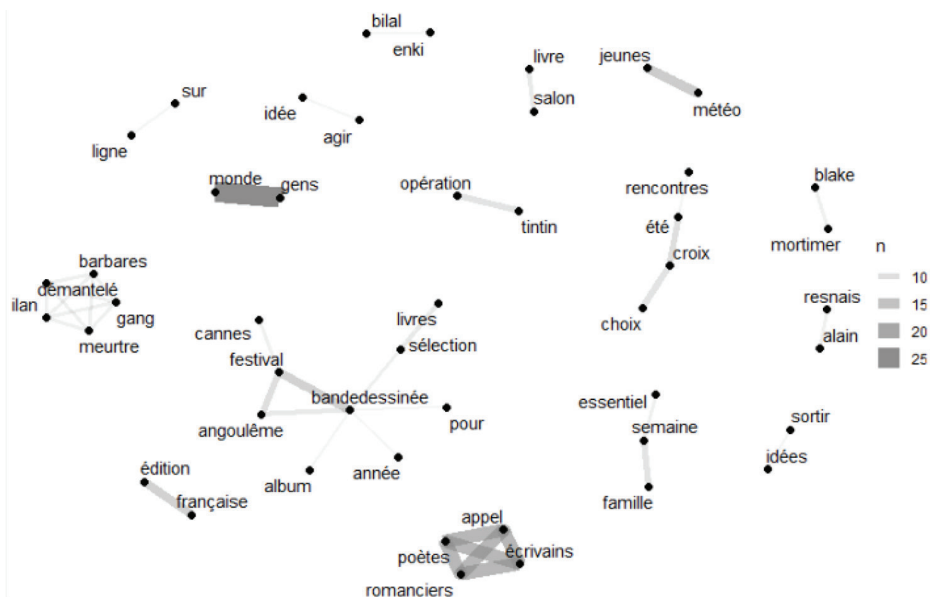 bilal
enki
livre
salon
jeunes
météo
sur
ligne
idée
agir
monde
gens
opération
tintin
rencontres
été
croix
choix
blake
mortimer
n
10
15
20
25
barbares
démantelé
ilan
gang
meurtre
resnais
alain
livres
sélection
cannes
festival
bandedessinée
angoulême
pour
album
année
essentiel
semaine
famille
sortir
idées
édition
française
appel
poètes
écrivains
romanciers